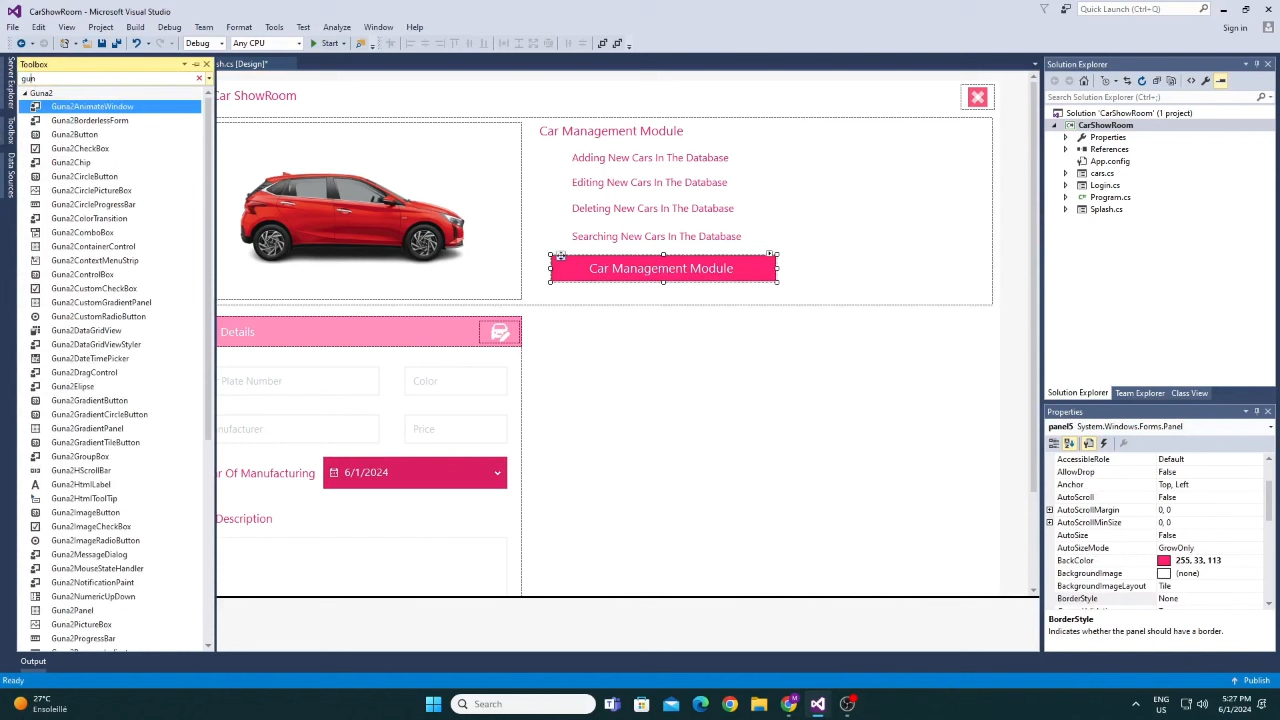 CarShowRoom - Microsoft Visual Studio
Quick Launch (Ctrl+Q)
File Edit View Project Build Debug Team Format Tools Test Analyze Window Help
Sign in
Debug Any CPU Start
Toolbox
sh.cs [Design]*
gun
Guna2
Guna2AnimateWindow
Guna2BorderlessForm
Guna2Button
Guna2CheckBox
Guna2Chip
Guna2CircleButton
Guna2CirclePictureBox
Guna2CircleProgressBar
Guna2ColorTransition
Guna2ComboBox
Guna2ContainerControl
Guna2ContextMenuStrip
Guna2ControlBox
Guna2CustomCheckBox
Guna2CustomGradientPanel
Guna2CustomRadioButton
Guna2DataGridView
Guna2DataGridViewStyler
Guna2DateTimePicker
Guna2DragControl
Guna2Elipse
Guna2GradientButton
Guna2GradientCircleButton
Guna2GradientPanel
Guna2GradientTileButton
Guna2GroupBox
Guna2HScrollBar
Guna2HtmlLabel
Guna2HtmlToolTip
Guna2ImageButton
Guna2ImageCheckBox
Guna2ImageRadioButton
Guna2MessageDialog
Guna2MouseStateHandler
Guna2NotificationPaint
Guna2NumericUpDown
Guna2Panel
Guna2PictureBox
Guna2ProgressBar
Server Explorer
Toolbox
Data Sources
Car ShowRoom
Car Management Module
Adding New Cars In The Database
Editing New Cars In The Database
Deleting New Cars In The Database
Searching New Cars In The Database
Car Management Module
Details
Plate Number
Color
nufacturer
Price
r Of Manufacturing
6/1/2024
Description
Solution Explorer
Search Solution Explorer (Ctrl+;)
Solution 'CarShowRoom' (1 project)
CarShowRoom
Properties
References
App.config
cars.cs
Login.cs
Program.cs
Splash.cs
Solution Explorer Team Explorer Class View
Properties
panel5 System.Windows.Forms.Panel
AccessibleRole Default
AllowDrop False
Anchor Top, Left
AutoScroll False
AutoScrollMargin 0, 0
AutoScrollMinSize 0, 0
AutoSize False
AutoSizeMode GrowOnly
BackColor 255, 33, 113
BackgroundImage (none)
BackgroundImageLayout Tile
BorderStyle None
BorderStyle
Indicates whether the panel should have a border.
Output
Ready
Publish
27°C
Ensoleillé
Search
ENG
US
5:27 PM
6/1/2024